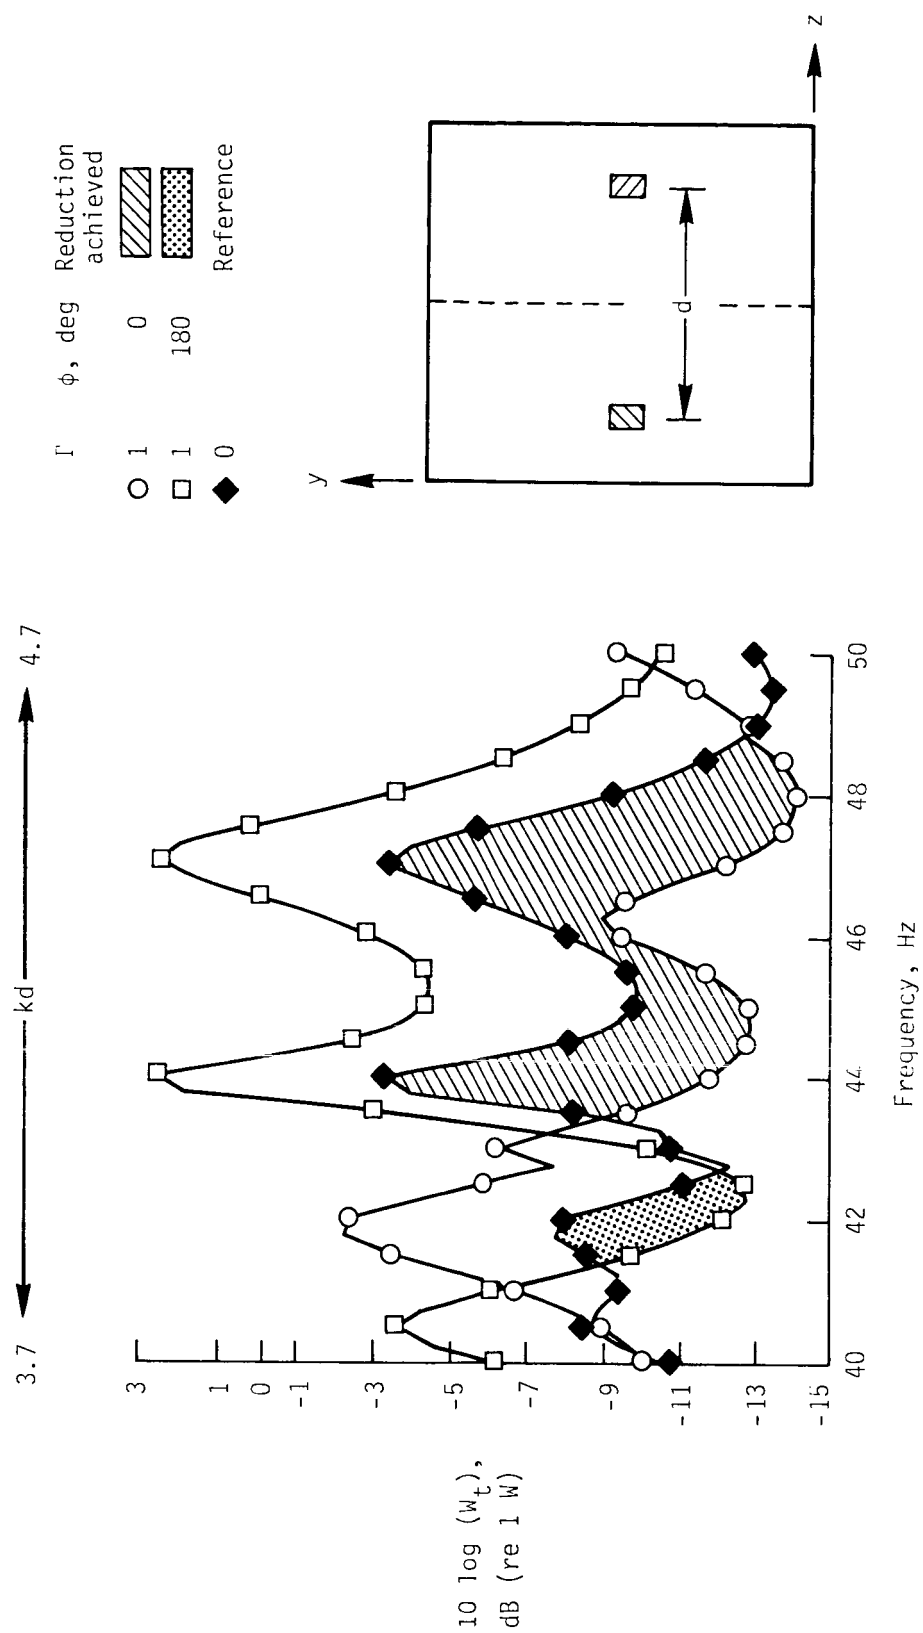 3.7
kd
4.7
10 log (Wt),
dB (re 1 W)
3
1
0
-1
-3
-5
-7
-9
-11
-13
-15
40
42
44
46
48
50
Frequency, Hz
Γ ϕ, deg Reduction
achieved
1 0
1 180
0 Reference
y
d
z